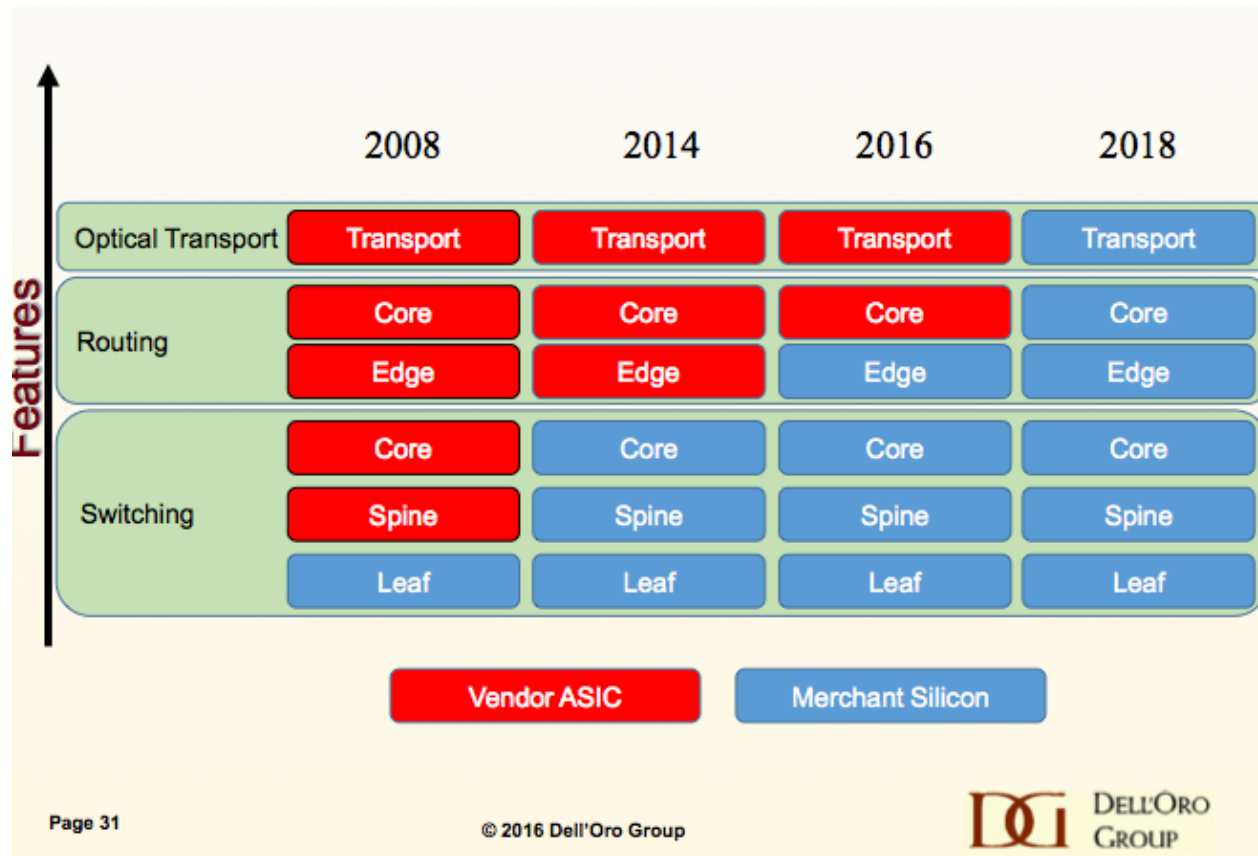 2008 2014 2016 2018
Optical Transport Transport Transport Transport Transport
Routing
Core Core Core Core
Edge Edge Edge Edge
Features
Switching
Core Core Core Core
Spine Spine Spine Spine
Leaf Leaf Leaf Leaf
Vendor ASIC Merchant Silicon
Page 31
© 2016 Dell'Oro Group
DG DELL'ORO
GROUP